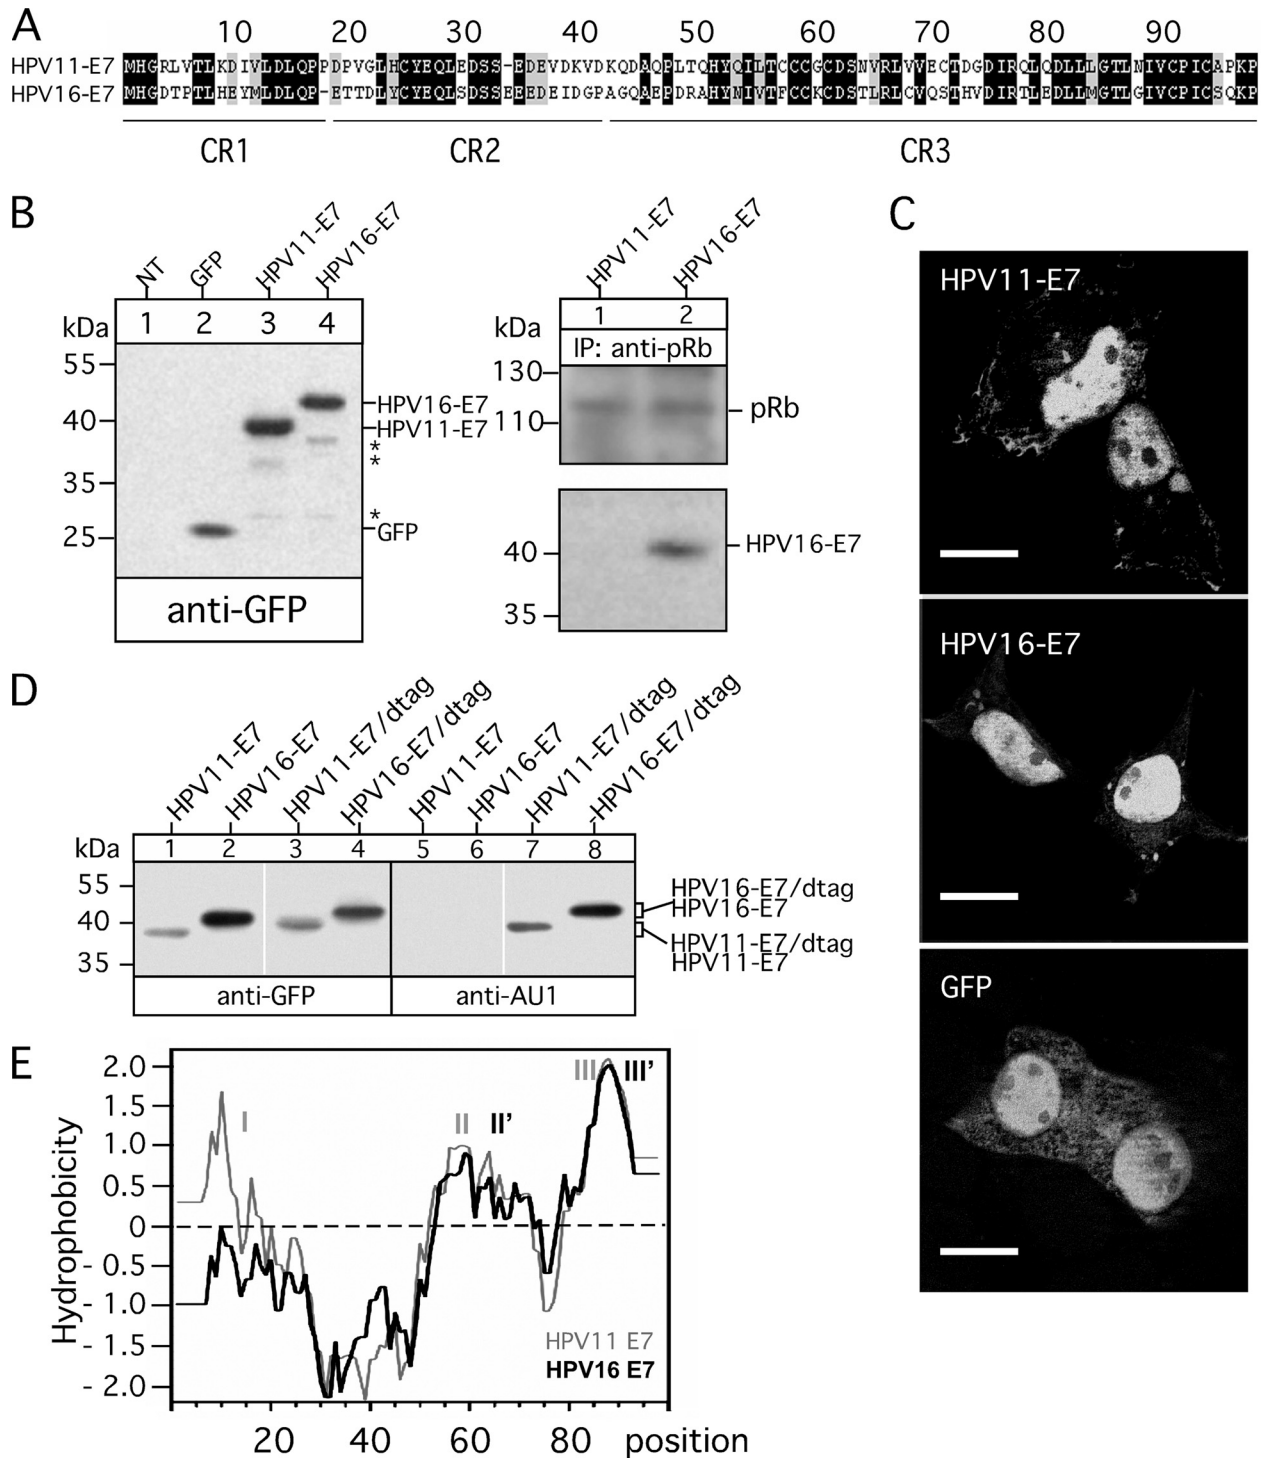 A
10 20 30 40 50 60 70 80 90
HPV11-E7 MHGRLVTLKDIVLDLQPPDPVGLHCYEQLEDSS-EDEVDKVDKQDAQPLTQHYQILTCCCGCDSNVRLVVECTDGDIRQLQDLLLGTLNIVCPICAPKP
HPV16-E7 MHGDTPTLHEYMLDLQP-ETTDLYCYEQLSDSSEEEDEIDGPAGQAEPDRAHYNIVTFCCKCDSTLRLCVQSTHVDIRTLEDLLMGTLGIVCPICSQKP
CR1 CR2 CR3
B
NT GFP HPV11-E7 HPV16-E7
kDa 1 2 3 4
55
40
35
25
HPV16-E7
HPV11-E7
*
*
*
GFP
anti-GFP
HPV11-E7 HPV16-E7
kDa 1 2
IP: anti-pRb
130
110
pRb
40
35
HPV16-E7
C
HPV11-E7
HPV16-E7
GFP
D
HPV11-E7 HPV16-E7 HPV11-E7/dtag HPV16-E7/dtag HPV11-E7 HPV16-E7 HPV11-E7/dtag HPV16-E7/dtag
kDa 1 2 3 4 5 6 7 8
55
40
35
HPV16-E7/dtag
HPV16-E7
HPV11-E7/dtag
HPV11-E7
anti-GFP anti-AU1
E
Hydrophobicity
2.0
1.5
1.0
0.5
0
- 0.5
- 1.0
- 1.5
- 2.0
I II II' III III'
HPV11 E7
HPV16 E7
20 40 60 80 position